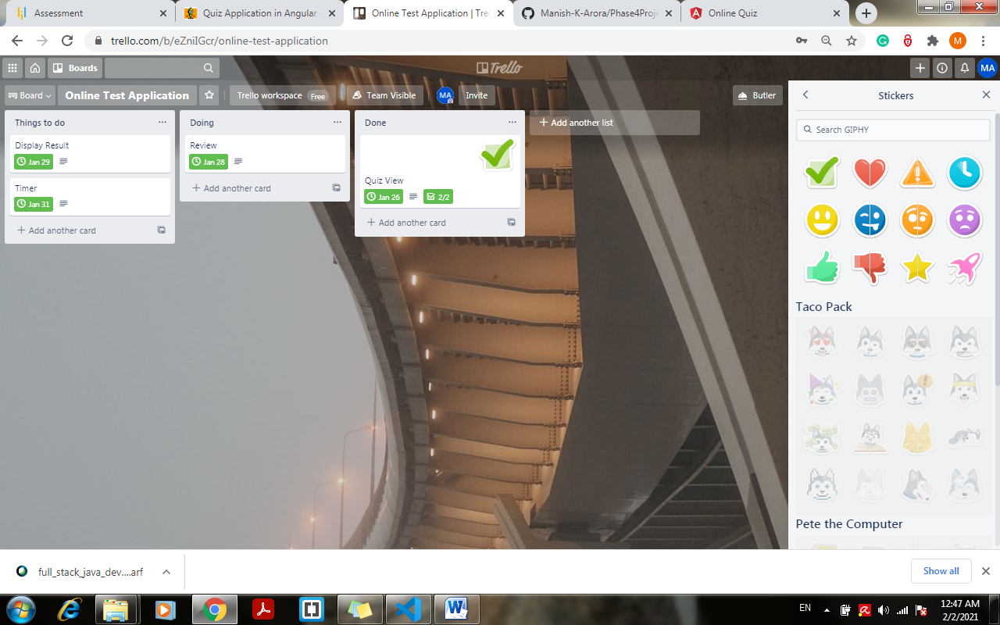 Assessment
Quiz Application in Angular
Online Test Application | Trel
Manish-K-Arora/Phase4Proje
Online Quiz
trello.com/b/eZniIGcr/online-test-application
M
Boards
Trello
MA
Board
Online Test Application
Trello workspace Free
Team Visible
MA
Invite
Butler
Things to do
Display Result
Jan 29
Timer
Jan 31
+ Add another card
Doing
Review
Jan 28
+ Add another card
Done
Quiz View
Jan 26
2/2
+ Add another card
+ Add another list
Stickers
Search GIPHY
Taco Pack
Pete the Computer
full_stack_java_dev....arf
Show all
EN
12:47 AM
2/2/2021